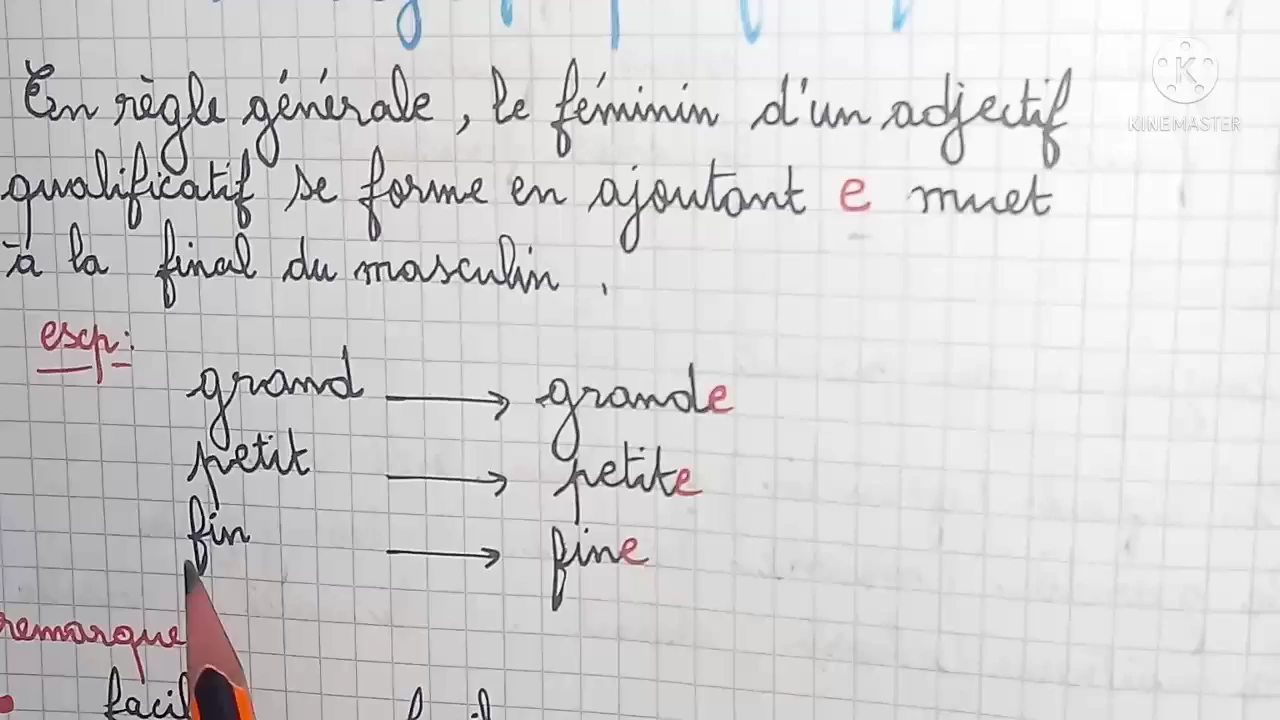 En règle générale, le féminin d'un adjectif
KINEMASTER
qualificatif se forme en ajoutant e muet
à la final du masculin.
exp:
grand → grande
petit → petite
fin → fine
remarque
facil